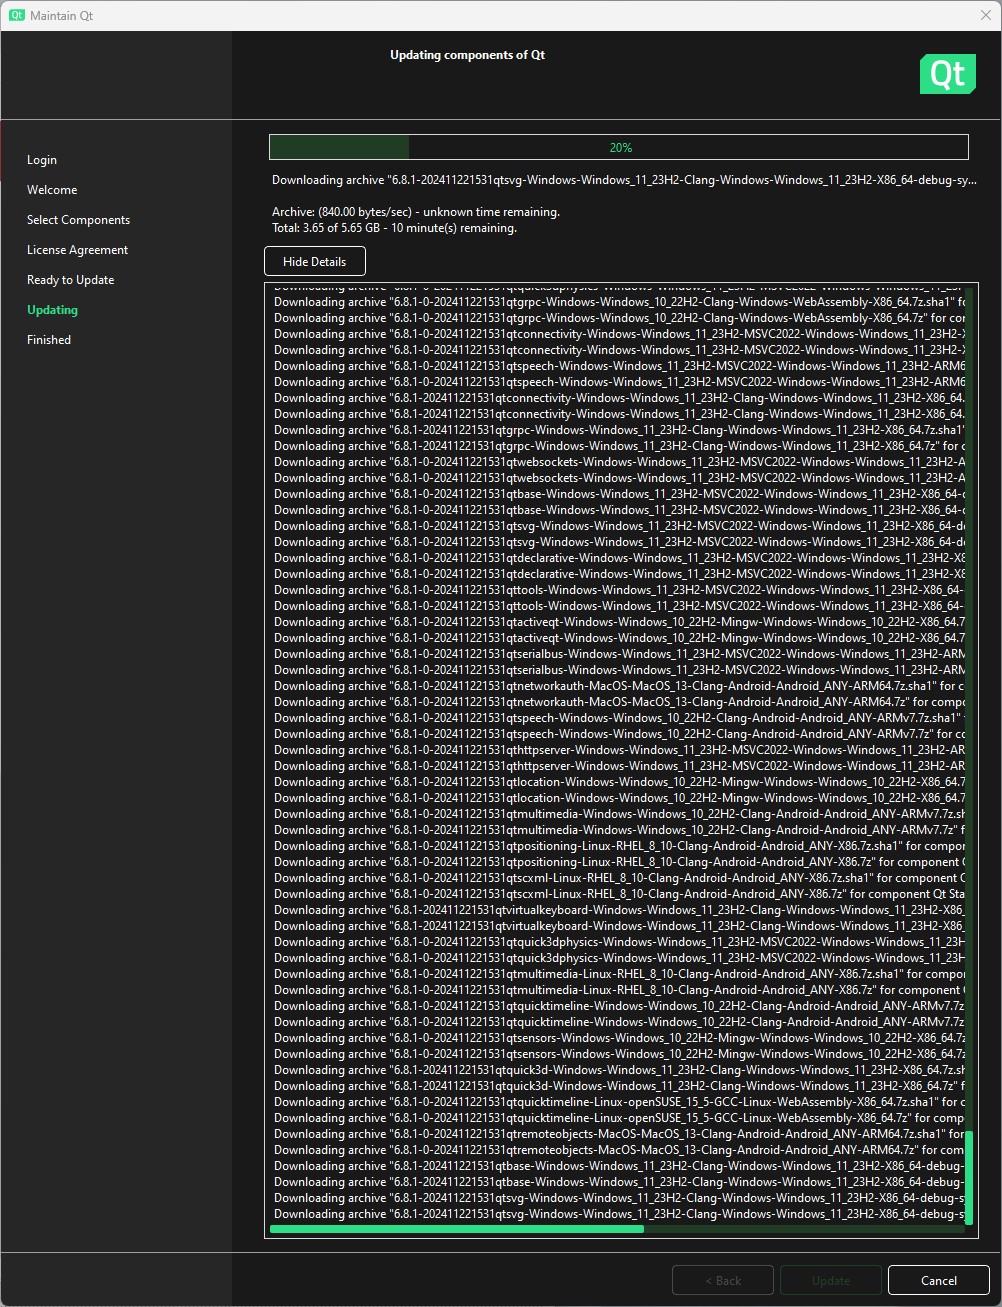 Qt Maintain Qt
Updating components of Qt
Qt
Login
Welcome
Select Components
License Agreement
Ready to Update
Updating
Finished
20%
Downloading archive "6.8.1-202411221531qtsvg-Windows-Windows_11_23H2-Clang-Windows-Windows_11_23H2-X86_64-debug-sy...
Archive: (840.00 bytes/sec) - unknown time remaining.
Total: 3.65 of 5.65 GB - 10 minute(s) remaining.
Hide Details
Downloading archive "6.8.1-0-202411221531qtgrpc-Windows-Windows_10_22H2-Clang-Windows-WebAssembly-X86_64.7z.sha1" fo
Downloading archive "6.8.1-0-202411221531qtgrpc-Windows-Windows_10_22H2-Clang-Windows-WebAssembly-X86_64.7z" for con
Downloading archive "6.8.1-0-202411221531qtconnectivity-Windows-Windows_11_23H2-MSVC2022-Windows-Windows_11_23H2-X
Downloading archive "6.8.1-0-202411221531qtconnectivity-Windows-Windows_11_23H2-MSVC2022-Windows-Windows_11_23H2-X
Downloading archive "6.8.1-0-202411221531qtspeech-Windows-Windows_11_23H2-MSVC2022-Windows-Windows_11_23H2-ARM6
Downloading archive "6.8.1-0-202411221531qtspeech-Windows-Windows_11_23H2-MSVC2022-Windows-Windows_11_23H2-ARM6
Downloading archive "6.8.1-0-202411221531qtconnectivity-Windows-Windows_11_23H2-Clang-Windows-Windows_11_23H2-X86_64.
Downloading archive "6.8.1-0-202411221531qtconnectivity-Windows-Windows_11_23H2-Clang-Windows-Windows_11_23H2-X86_64.
Downloading archive "6.8.1-0-202411221531qtgrpc-Windows-Windows_11_23H2-Clang-Windows-Windows_11_23H2-X86_64.7z.sha1"
Downloading archive "6.8.1-0-202411221531qtgrpc-Windows-Windows_11_23H2-Clang-Windows-Windows_11_23H2-X86_64.7z" for c
Downloading archive "6.8.1-0-202411221531qtwebsockets-Windows-Windows_11_23H2-MSVC2022-Windows-Windows_11_23H2-A
Downloading archive "6.8.1-0-202411221531qtwebsockets-Windows-Windows_11_23H2-MSVC2022-Windows-Windows_11_23H2-A
Downloading archive "6.8.1-0-202411221531qtbase-Windows-Windows_11_23H2-MSVC2022-Windows-Windows_11_23H2-X86_64-d
Downloading archive "6.8.1-0-202411221531qtbase-Windows-Windows_11_23H2-MSVC2022-Windows-Windows_11_23H2-X86_64-d
Downloading archive "6.8.1-0-202411221531qtsvg-Windows-Windows_11_23H2-MSVC2022-Windows-Windows_11_23H2-X86_64-de
Downloading archive "6.8.1-0-202411221531qtsvg-Windows-Windows_11_23H2-MSVC2022-Windows-Windows_11_23H2-X86_64-de
Downloading archive "6.8.1-0-202411221531qtdeclarative-Windows-Windows_11_23H2-MSVC2022-Windows-Windows_11_23H2-X8
Downloading archive "6.8.1-0-202411221531qtdeclarative-Windows-Windows_11_23H2-MSVC2022-Windows-Windows_11_23H2-X8
Downloading archive "6.8.1-0-202411221531qttools-Windows-Windows_11_23H2-MSVC2022-Windows-Windows_11_23H2-X86_64-
Downloading archive "6.8.1-0-202411221531qttools-Windows-Windows_11_23H2-MSVC2022-Windows-Windows_11_23H2-X86_64-
Downloading archive "6.8.1-0-202411221531qtactiveqt-Windows-Windows_10_22H2-Mingw-Windows-Windows_10_22H2-X86_64.7
Downloading archive "6.8.1-0-202411221531qtactiveqt-Windows-Windows_10_22H2-Mingw-Windows-Windows_10_22H2-X86_64.7
Downloading archive "6.8.1-0-202411221531qtserialbus-Windows-Windows_11_23H2-MSVC2022-Windows-Windows_11_23H2-ARM
Downloading archive "6.8.1-0-202411221531qtserialbus-Windows-Windows_11_23H2-MSVC2022-Windows-Windows_11_23H2-ARM
Downloading archive "6.8.1-0-202411221531qtnetworkauth-MacOS-MacOS_13-Clang-Android-Android_ANY-ARM64.7z.sha1" for c
Downloading archive "6.8.1-0-202411221531qtnetworkauth-MacOS-MacOS_13-Clang-Android-Android_ANY-ARM64.7z" for compo
Downloading archive "6.8.1-0-202411221531qtspeech-Windows-Windows_10_22H2-Clang-Android-Android_ANY-ARMv7.7z.sha1" f
Downloading archive "6.8.1-0-202411221531qtspeech-Windows-Windows_10_22H2-Clang-Android-Android_ANY-ARMv7.7z" for co
Downloading archive "6.8.1-0-202411221531qthttpserver-Windows-Windows_11_23H2-MSVC2022-Windows-Windows_11_23H2-AR
Downloading archive "6.8.1-0-202411221531qthttpserver-Windows-Windows_11_23H2-MSVC2022-Windows-Windows_11_23H2-AR
Downloading archive "6.8.1-0-202411221531qtlocation-Windows-Windows_10_22H2-Mingw-Windows-Windows_10_22H2-X86_64.7
Downloading archive "6.8.1-0-202411221531qtlocation-Windows-Windows_10_22H2-Mingw-Windows-Windows_10_22H2-X86_64.7
Downloading archive "6.8.1-0-202411221531qtmultimedia-Windows-Windows_10_22H2-Clang-Android-Android_ANY-ARMv7.7z.sh
Downloading archive "6.8.1-0-202411221531qtmultimedia-Windows-Windows_10_22H2-Clang-Android-Android_ANY-ARMv7.7z" f
Downloading archive "6.8.1-0-202411221531qtpositioning-Linux-RHEL_8_10-Clang-Android-Android_ANY-X86.7z.sha1" for compor
Downloading archive "6.8.1-0-202411221531qtpositioning-Linux-RHEL_8_10-Clang-Android-Android_ANY-X86.7z" for component Q
Downloading archive "6.8.1-0-202411221531qtscxml-Linux-RHEL_8_10-Clang-Android-Android_ANY-X86.7z.sha1" for component Q
Downloading archive "6.8.1-0-202411221531qtscxml-Linux-RHEL_8_10-Clang-Android-Android_ANY-X86.7z" for component Qt Sta
Downloading archive "6.8.1-0-202411221531qtvirtualkeyboard-Windows-Windows_11_23H2-Clang-Windows-Windows_11_23H2-X86_
Downloading archive "6.8.1-0-202411221531qtvirtualkeyboard-Windows-Windows_11_23H2-Clang-Windows-Windows_11_23H2-X86_
Downloading archive "6.8.1-0-202411221531qtquick3dphysics-Windows-Windows_11_23H2-MSVC2022-Windows-Windows_11_23H
Downloading archive "6.8.1-0-202411221531qtquick3dphysics-Windows-Windows_11_23H2-MSVC2022-Windows-Windows_11_23H
Downloading archive "6.8.1-0-202411221531qtmultimedia-Linux-RHEL_8_10-Clang-Android-Android_ANY-X86.7z.sha1" for compor
Downloading archive "6.8.1-0-202411221531qtmultimedia-Linux-RHEL_8_10-Clang-Android-Android_ANY-X86.7z" for component Q
Downloading archive "6.8.1-0-202411221531qtquicktimeline-Windows-Windows_10_22H2-Clang-Android-Android_ANY-ARMv7.7z
Downloading archive "6.8.1-0-202411221531qtquicktimeline-Windows-Windows_10_22H2-Clang-Android-Android_ANY-ARMv7.7z
Downloading archive "6.8.1-0-202411221531qtsensors-Windows-Windows_10_22H2-Mingw-Windows-Windows_10_22H2-X86_64.7z
Downloading archive "6.8.1-0-202411221531qtsensors-Windows-Windows_10_22H2-Mingw-Windows-Windows_10_22H2-X86_64.7z
Downloading archive "6.8.1-0-202411221531qtquick3d-Windows-Windows_11_23H2-Clang-Windows-Windows_11_23H2-X86_64.7z.sh
Downloading archive "6.8.1-0-202411221531qtquick3d-Windows-Windows_11_23H2-Clang-Windows-Windows_11_23H2-X86_64.7z" f
Downloading archive "6.8.1-0-202411221531qtquicktimeline-Linux-openSUSE_15_5-GCC-Linux-WebAssembly-X86_64.7z.sha1" for c
Downloading archive "6.8.1-0-202411221531qtquicktimeline-Linux-openSUSE_15_5-GCC-Linux-WebAssembly-X86_64.7z" for comp
Downloading archive "6.8.1-0-202411221531qtremoteobjects-MacOS-MacOS_13-Clang-Android-Android_ANY-ARM64.7z.sha1" for
Downloading archive "6.8.1-0-202411221531qtremoteobjects-MacOS-MacOS_13-Clang-Android-Android_ANY-ARM64.7z" for com
Downloading archive "6.8.1-0-202411221531qtbase-Windows-Windows_11_23H2-Clang-Windows-Windows_11_23H2-X86_64-debug-
Downloading archive "6.8.1-0-202411221531qtbase-Windows-Windows_11_23H2-Clang-Windows-Windows_11_23H2-X86_64-debug-
Downloading archive "6.8.1-0-202411221531qtsvg-Windows-Windows_11_23H2-Clang-Windows-Windows_11_23H2-X86_64-debug-sy
Downloading archive "6.8.1-0-202411221531qtsvg-Windows-Windows_11_23H2-Clang-Windows-Windows_11_23H2-X86_64-debug-sy
< Back
Update
Cancel